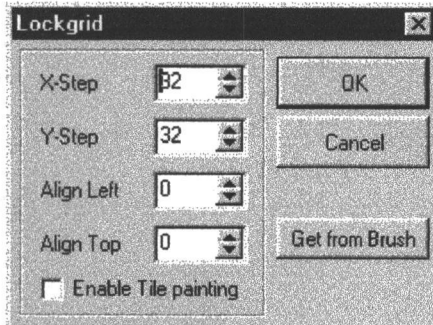 Lockgrid
X-Step 32
OK
Y-Step 32
Cancel
Align Left 0
Align Top 0
Get from Brush
Enable Tile painting